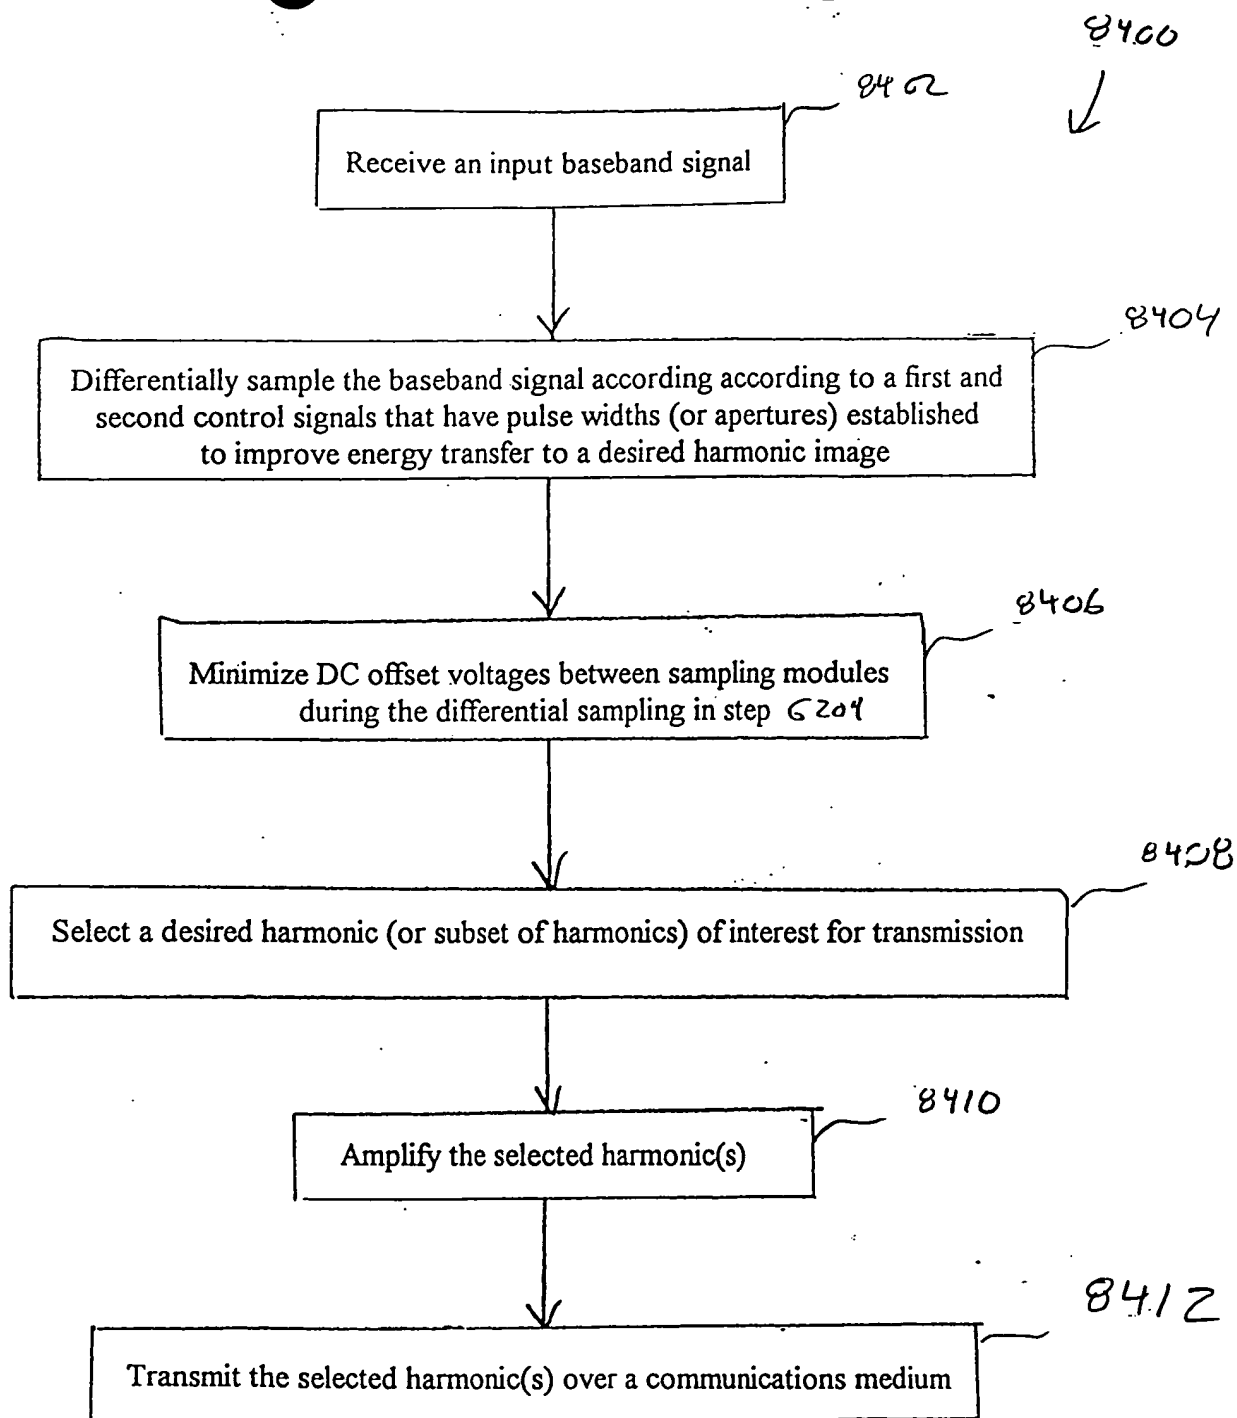 8400
8402
Receive an input baseband signal
8404
Differentially sample the baseband signal according according to a first and
second control signals that have pulse widths (or apertures) established
to improve energy transfer to a desired harmonic image
8406
Minimize DC offset voltages between sampling modules
during the differential sampling in step 6204
8408
Select a desired harmonic (or subset of harmonics) of interest for transmission
8410
Amplify the selected harmonic(s)
8412
Transmit the selected harmonic(s) over a communications medium